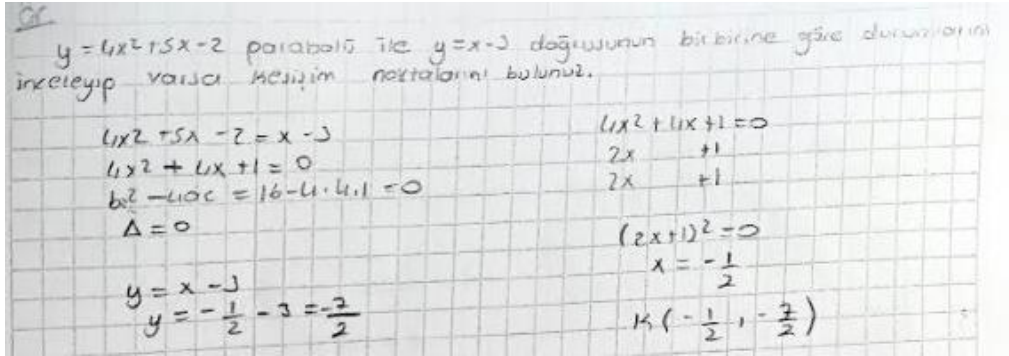 ör.
y = 4x² + 5x - 2 parabolü ile y = x - 3 doğrusunun birbirine göre durumlarını
inceleyip varsa kesişim noktalarını bulunuz.
4x² + 5x - 2 = x - 3
4x² + 4x + 1 = 0
b² - 4ac = 16 - 4.4.1 = 0
Δ = 0
y = x - 3
y = -1/2 - 3 = -7/2
4x² + 4x + 1 = 0
2x +1
2x +1
(2x+1)² = 0
x = -1/2
K(-1/2, -7/2)